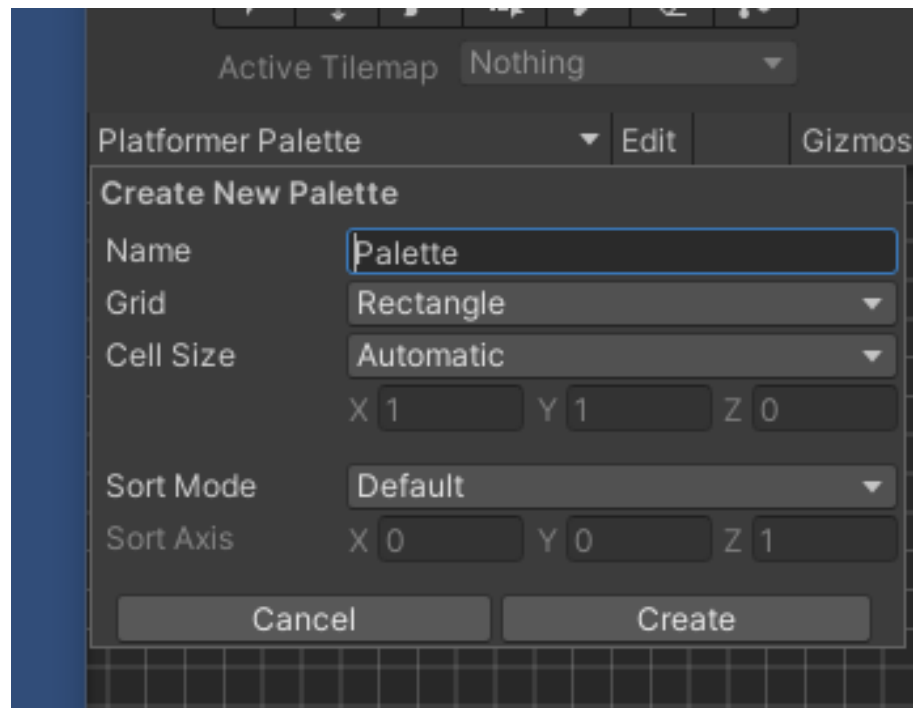 Active Tilemap Nothing
Platformer Palette Edit Gizmos
Create New Palette
Name Palette
Grid Rectangle
Cell Size Automatic
X 1 Y 1 Z 0
Sort Mode Default
Sort Axis X 0 Y 0 Z 1
Cancel Create